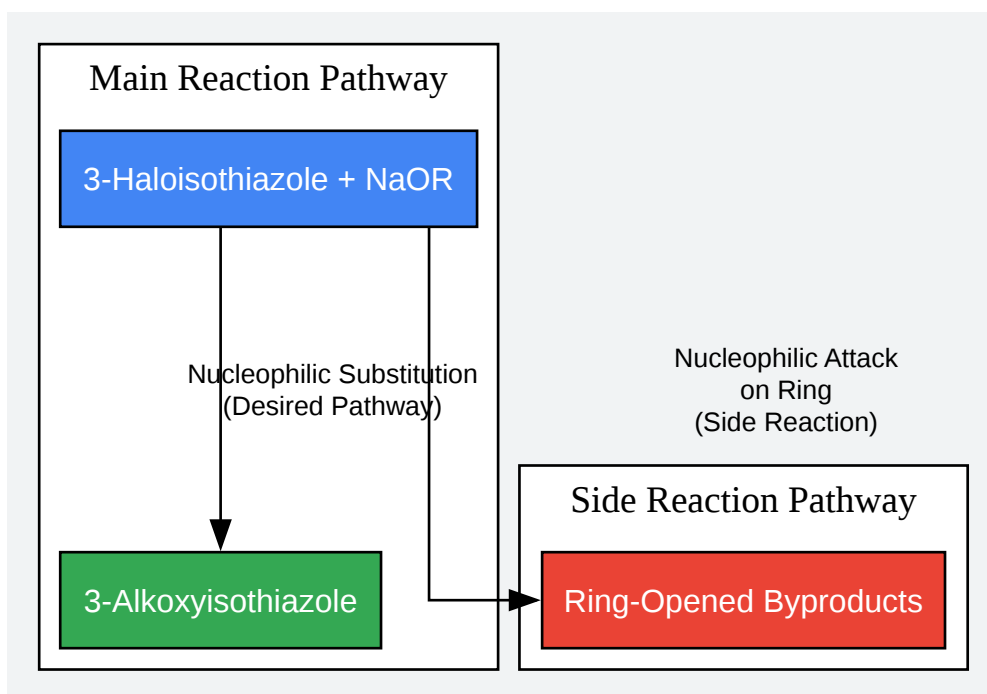 Main Reaction Pathway
3-Haloisothiazole + NaOR
Nucleophilic Substitution
(Desired Pathway)
Nucleophilic Attack
on Ring
(Side Reaction)
Side Reaction Pathway
3-Alkoxyisothiazole
Ring-Opened Byproducts